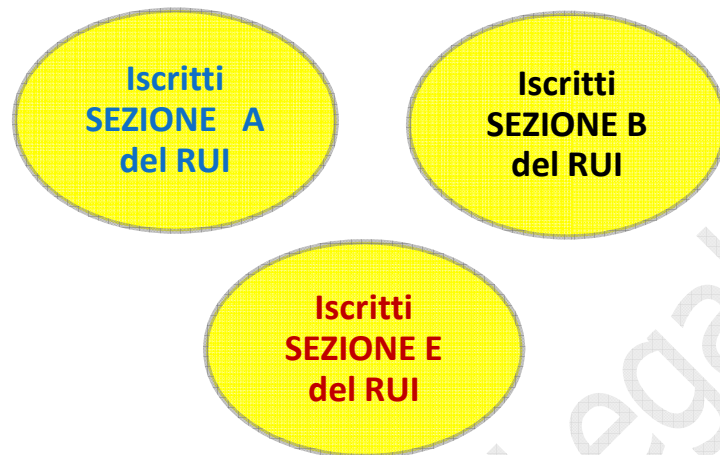 Iscritti
SEZIONE A
del RUI
Iscritti
SEZIONE B
del RUI
Iscritti
SEZIONE E
del RUI